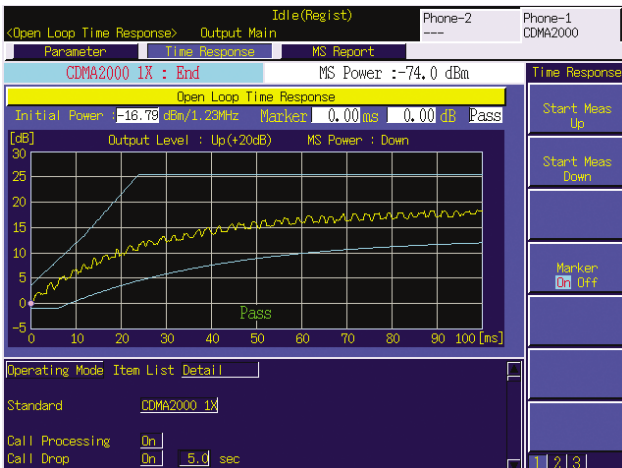 Idle(Regist)
<Open Loop Time Response> Output Main
Phone-2
---
Phone-1
CDMA2000
Parameter Time Response MS Report
CDMA2000 1X : End MS Power :-74.0 dBm
Time Response
Open Loop Time Response
Initial Power :-16.79 dBm/1.23MHz Marker 0.00 ms 0.00 dB Pass
Start Meas
Up
[dB] Output Level : Up(+20dB) MS Power : Down
30
25
20
15
10
5
0
-5
Pass
0 10 20 30 40 50 60 70 80 90 100 [ms]
Start Meas
Down
Marker
On Off
Operating Mode Item List Detail
Standard CDMA2000 1X
Call Processing On
Call Drop On 5.0 sec
1 2 3